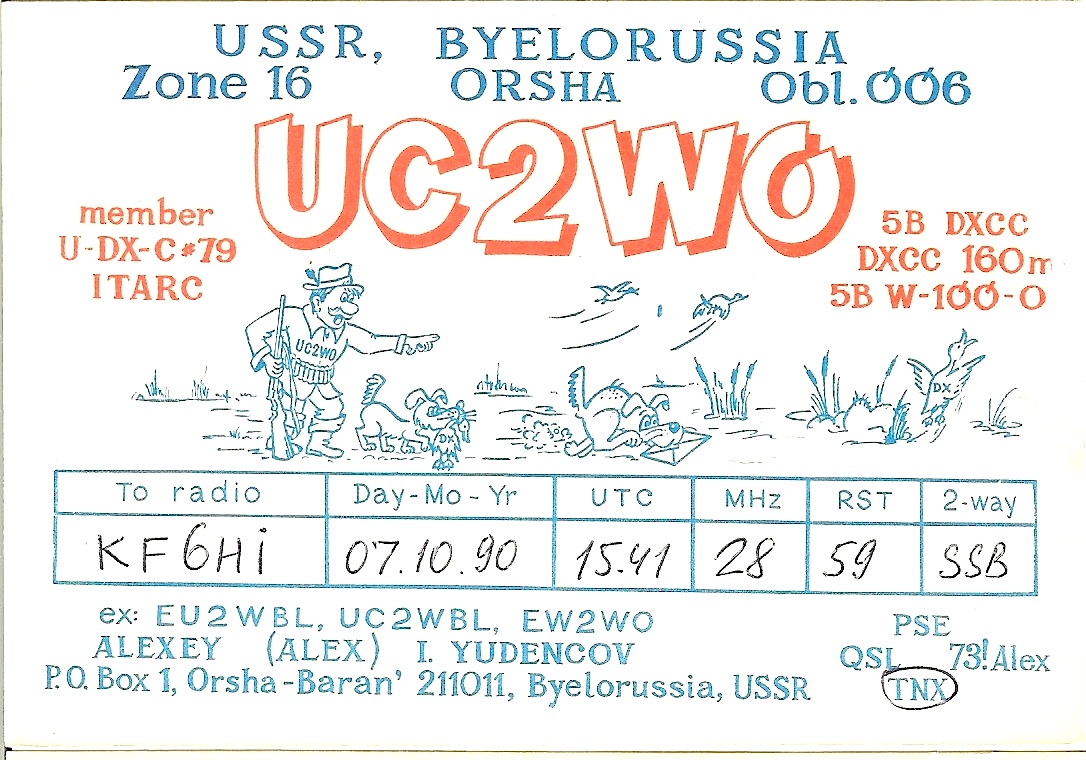 USSR, BYELORUSSIA
Zone 16 ORSHA Obl. ØØ6
UC2WO
member
U-DX-C #79
ITARC
5B DXCC
DXCC 160m
5B W-1ØØ-O
UC2WO
DX
DX
To radio Day-Mo-Yr UTC MHz RST 2-way
KF6Hi 07.10.90 15.41 28 59 SSB
ex: EU2WBL, UC2WBL, EW2WO
ALEXEY (ALEX) I. YUDENCOV
P.O. Box 1, Orsha-Baran' 211011, Byelorussia, USSR
PSE
QSL 73! Alex
TNX